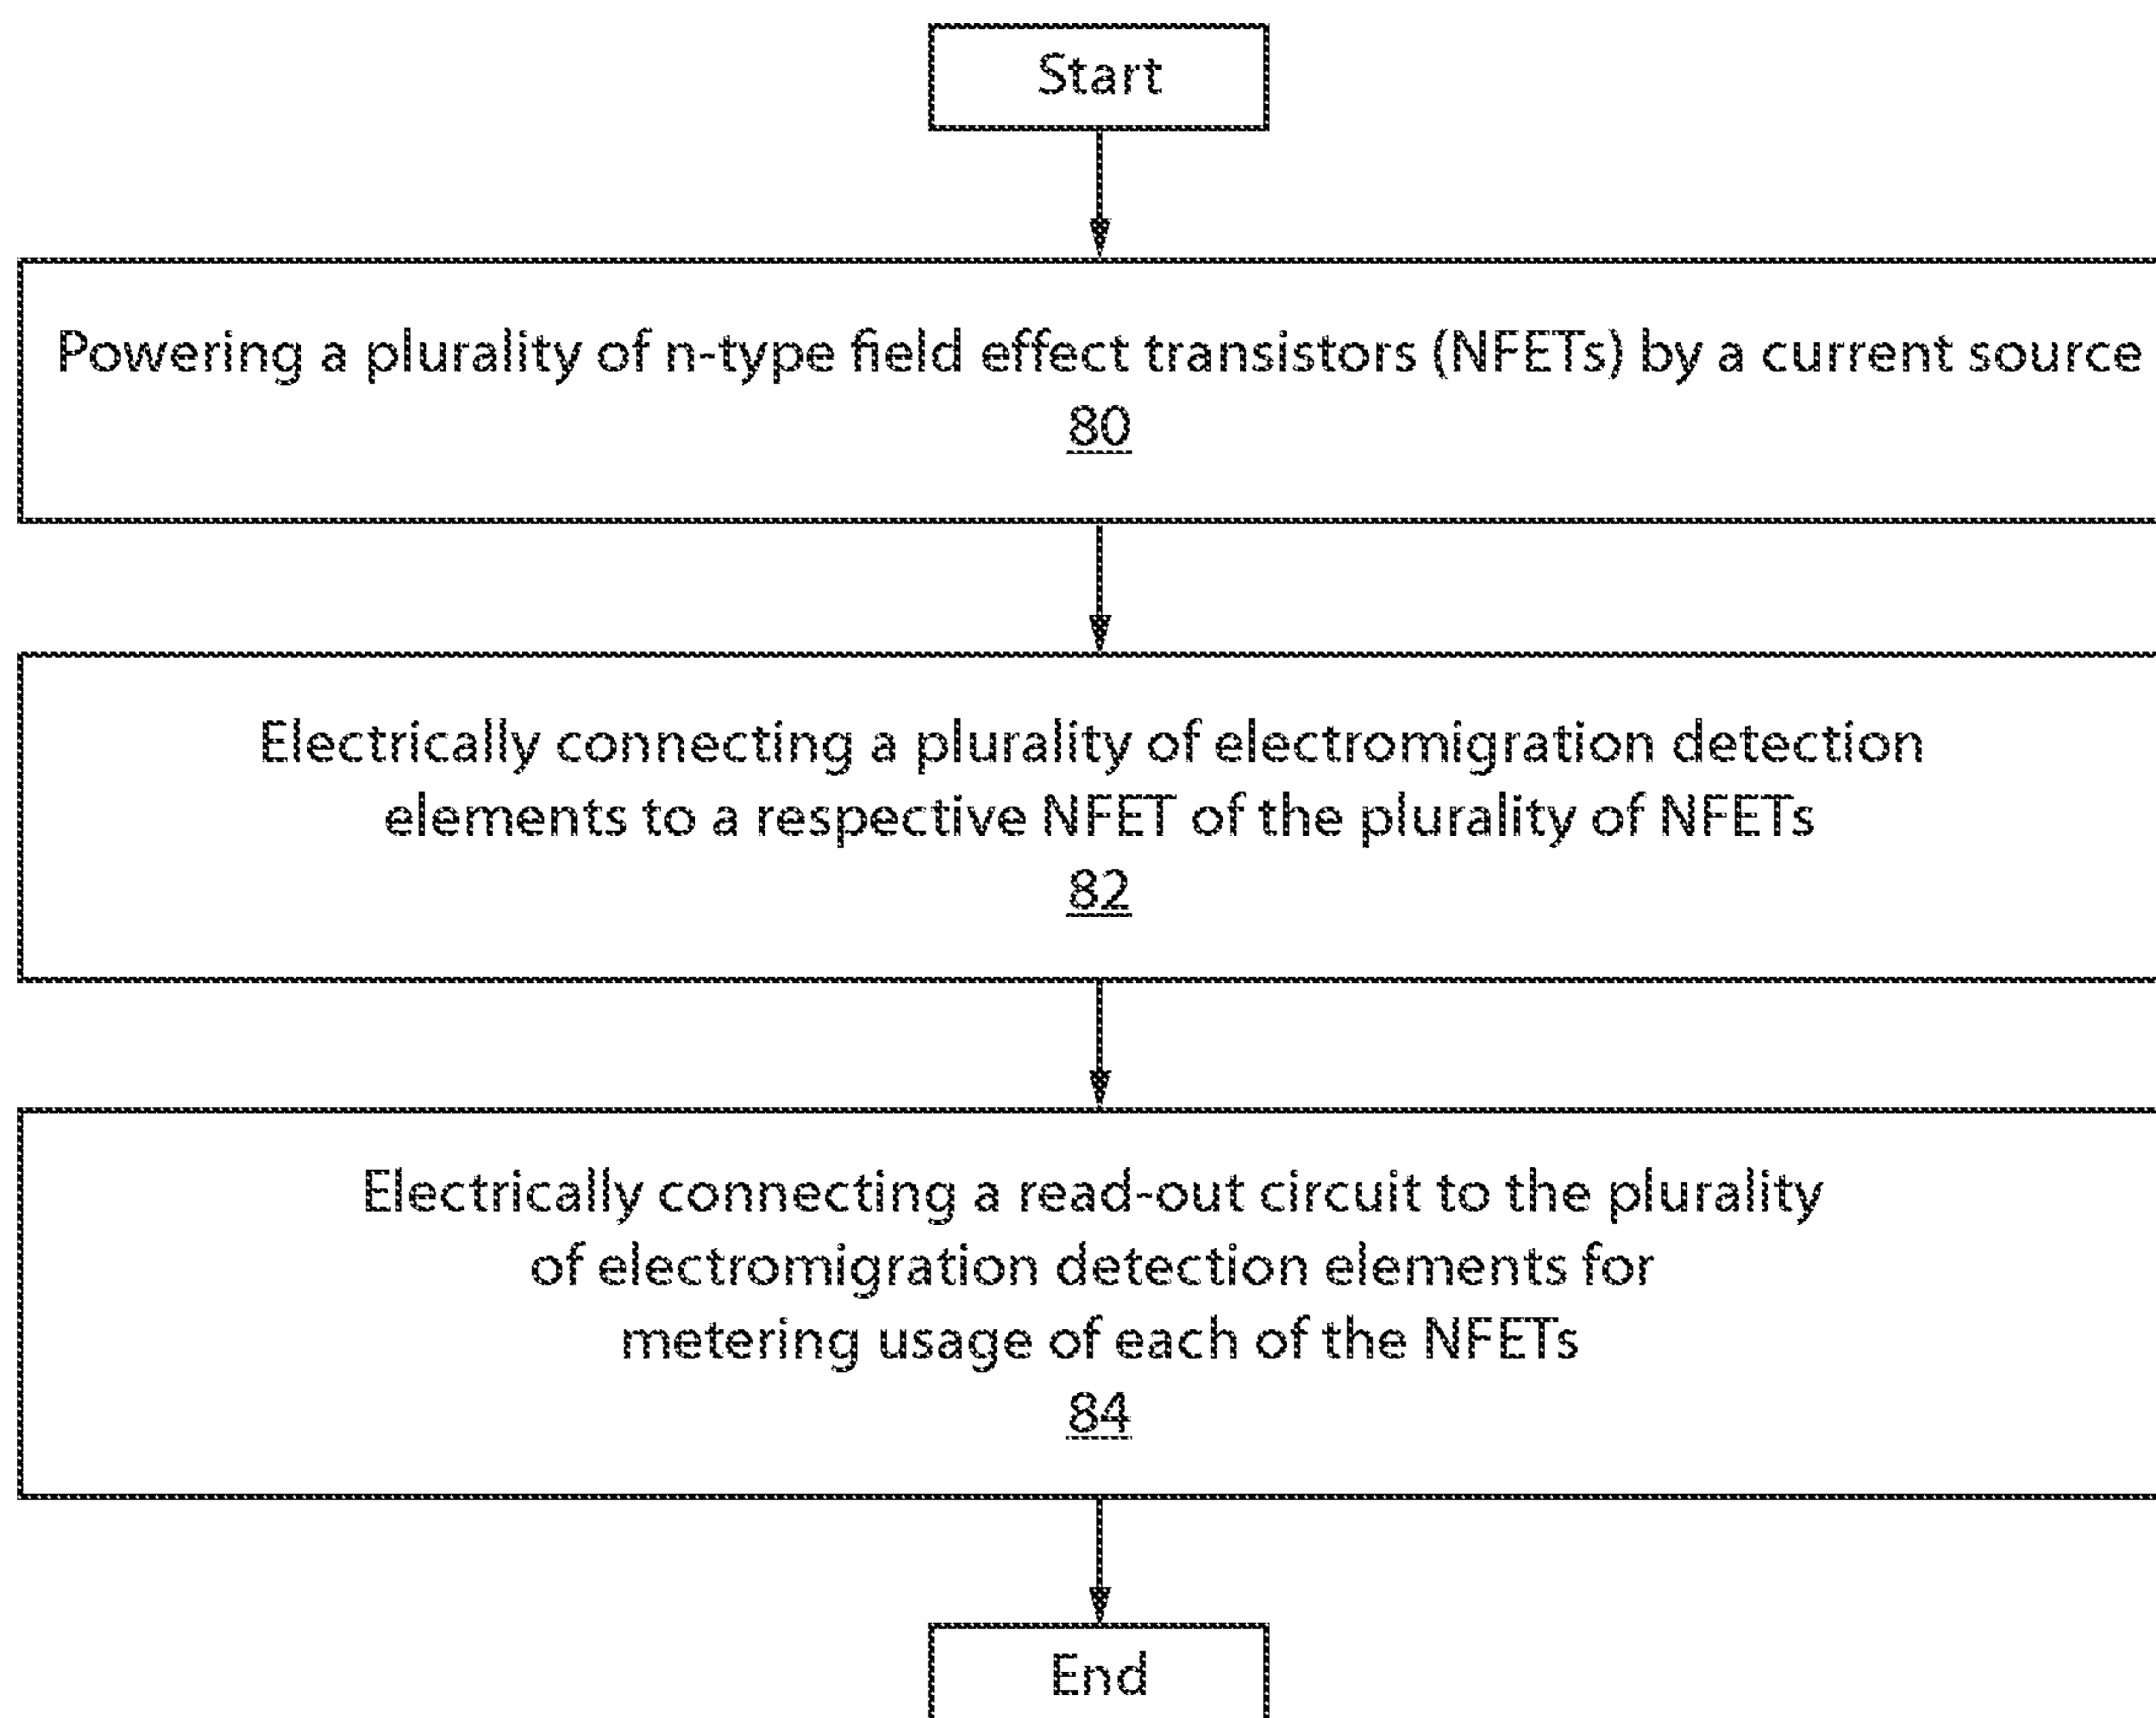 Start
Powering a plurality of n-type field effect transistors (NFETs) by a current source
80
Electrically connecting a plurality of electromigration detection
elements to a respective NFET of the plurality of NFETs
82
Electrically connecting a read-out circuit to the plurality
of electromigration detection elements for
metering usage of each of the NFETs
84
End